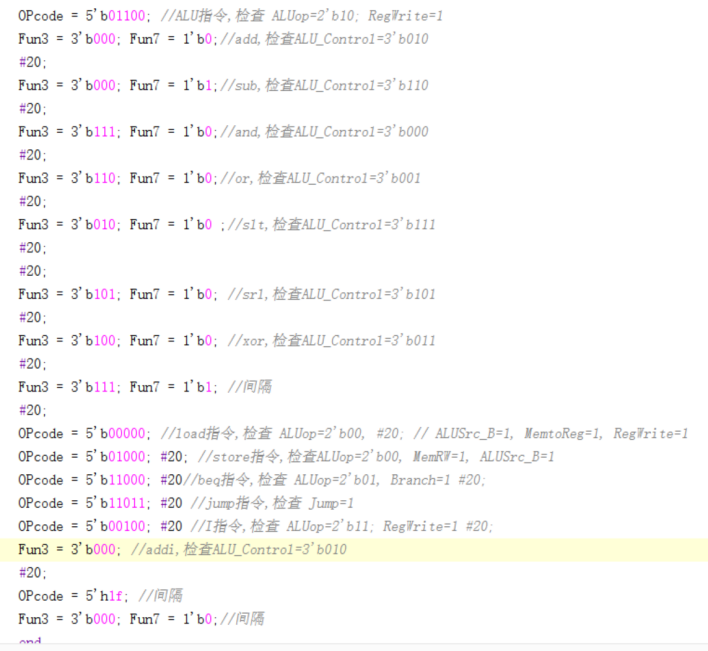 OPcode = 5'b01100; //ALU指令,检查 ALUop=2'b10; RegWrite=1
Fun3 = 3'b000; Fun7 = 1'b0;//add,检查ALU_Control=3'b010
#20;
Fun3 = 3'b000; Fun7 = 1'b1;//sub,检查ALU_Control=3'b110
#20;
Fun3 = 3'b111; Fun7 = 1'b0;//and,检查ALU_Control=3'b000
#20;
Fun3 = 3'b110; Fun7 = 1'b0;//or,检查ALU_Control=3'b001
#20;
Fun3 = 3'b010; Fun7 = 1'b0 ;//slt,检查ALU_Control=3'b111
#20;
#20;
Fun3 = 3'b101; Fun7 = 1'b0; //srl,检查ALU_Control=3'b101
#20;
Fun3 = 3'b100; Fun7 = 1'b0; //xor,检查ALU_Control=3'b011
#20;
Fun3 = 3'b111; Fun7 = 1'b1; //间隔
#20;
OPcode = 5'b00000; //load指令,检查 ALUop=2'b00, #20; // ALUSrc_B=1, MemtoReg=1, RegWrite=1
OPcode = 5'b01000; #20; //store指令,检查ALUop=2'b00, MemRW=1, ALUSrc_B=1
OPcode = 5'b11000; #20//beq指令,检查 ALUop=2'b01, Branch=1 #20;
OPcode = 5'b11011; #20 //jump指令,检查 Jump=1
OPcode = 5'b00100; #20 //I指令,检查 ALUop=2'b11; RegWrite=1 #20;
Fun3 = 3'b000; //addi,检查ALU_Control=3'b010
#20;
OPcode = 5'h1f; //间隔
Fun3 = 3'b000; Fun7 = 1'b0;//间隔
end